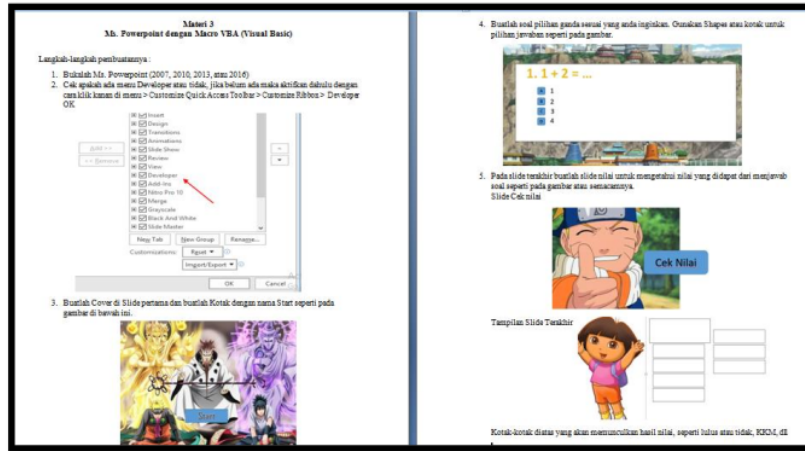 Materi 3
Ms. Powerpoint dengan Macro VBA (Visual Basic)
Langkah-langkah pembuatannya :
1. Bukalah Ms. Powerpoint (2007, 2010, 2013, atau 2016)
2. Cek apakah ada menu Developer atau tidak, jika belum ada maka aktifkan dahulu dengan
cara klik kanan di menu > Customize Quick Access Toolbar > Customize Ribbon > Developer
OK
Insert
Design
Transitions
Animations
Slide Show
Review
View
Developer
Add-Ins
Nitro Pro 10
Merge
Grayscale
Black And White
Slide Master
Add >>
<< Remove
New Tab
New Group
Rename...
Customizations:
Reset
Import/Export
OK
Cancel
3. Buatlah Cover di Slide pertama dan buatlah Kotak dengan nama Start seperti pada
gambar di bawah ini.
Start
4. Buatlah soal pilihan ganda sesuai yang anda inginkan. Gunakan Shapes atau kotak untuk
pilihan jawaban seperti pada gambar.
1. 1 + 2 = ...
1
2
3
4
5. Pada slide terakhir buatlah slide nilai untuk mengetahui nilai yang didapat dari menjawab
soal seperti pada gambar atau semacamnya.
Slide Cek nilai
Cek Nilai
Tampilan Slide Terakhir
Kotak-kotak diatas yang akan memunculkan hasil nilai, seperti lulus atau tidak, KKM, dll